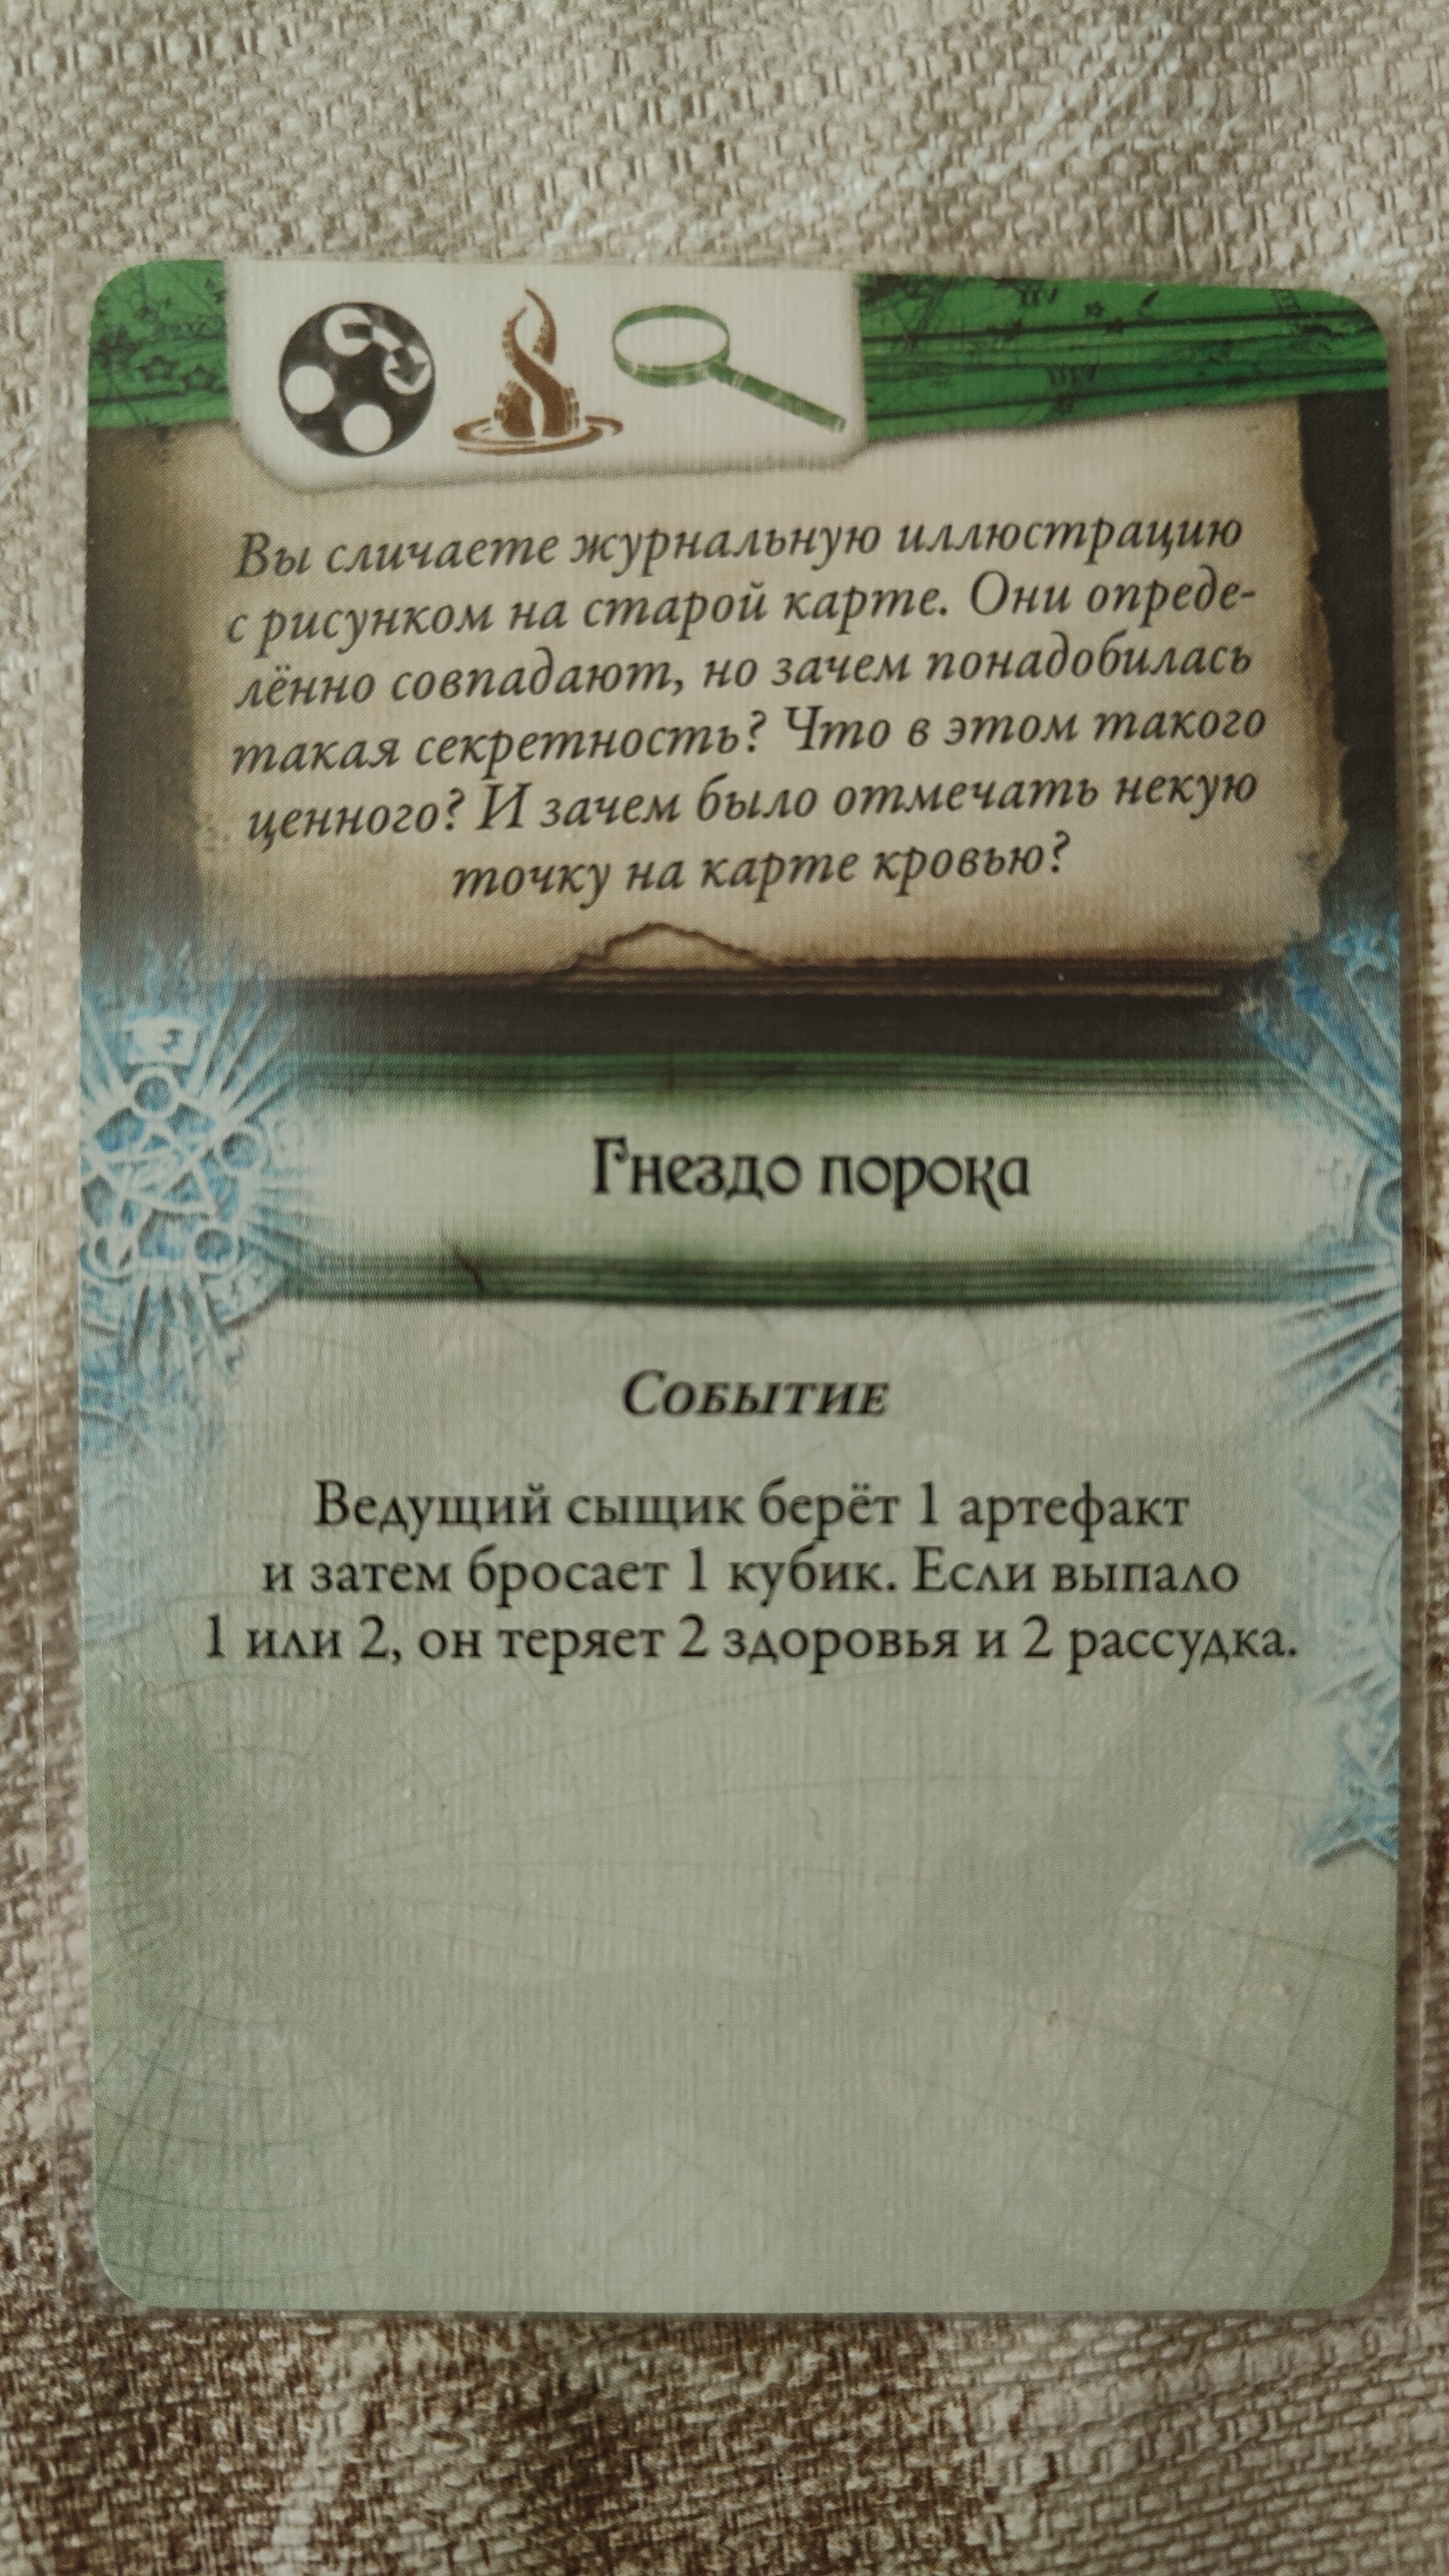 Вы сличаете журнальную иллюстрацию
с рисунком на старой карте. Они опреде-
лённо совпадают, но зачем понадобилась
такая секретность? Что в этом такого
ценного? И зачем было отмечать некую
точку на карте кровью?
Гнездо порока
Событие
Ведущий сыщик берёт 1 артефакт
и затем бросает 1 кубик. Если выпало
1 или 2, он теряет 2 здоровья и 2 рассудка.